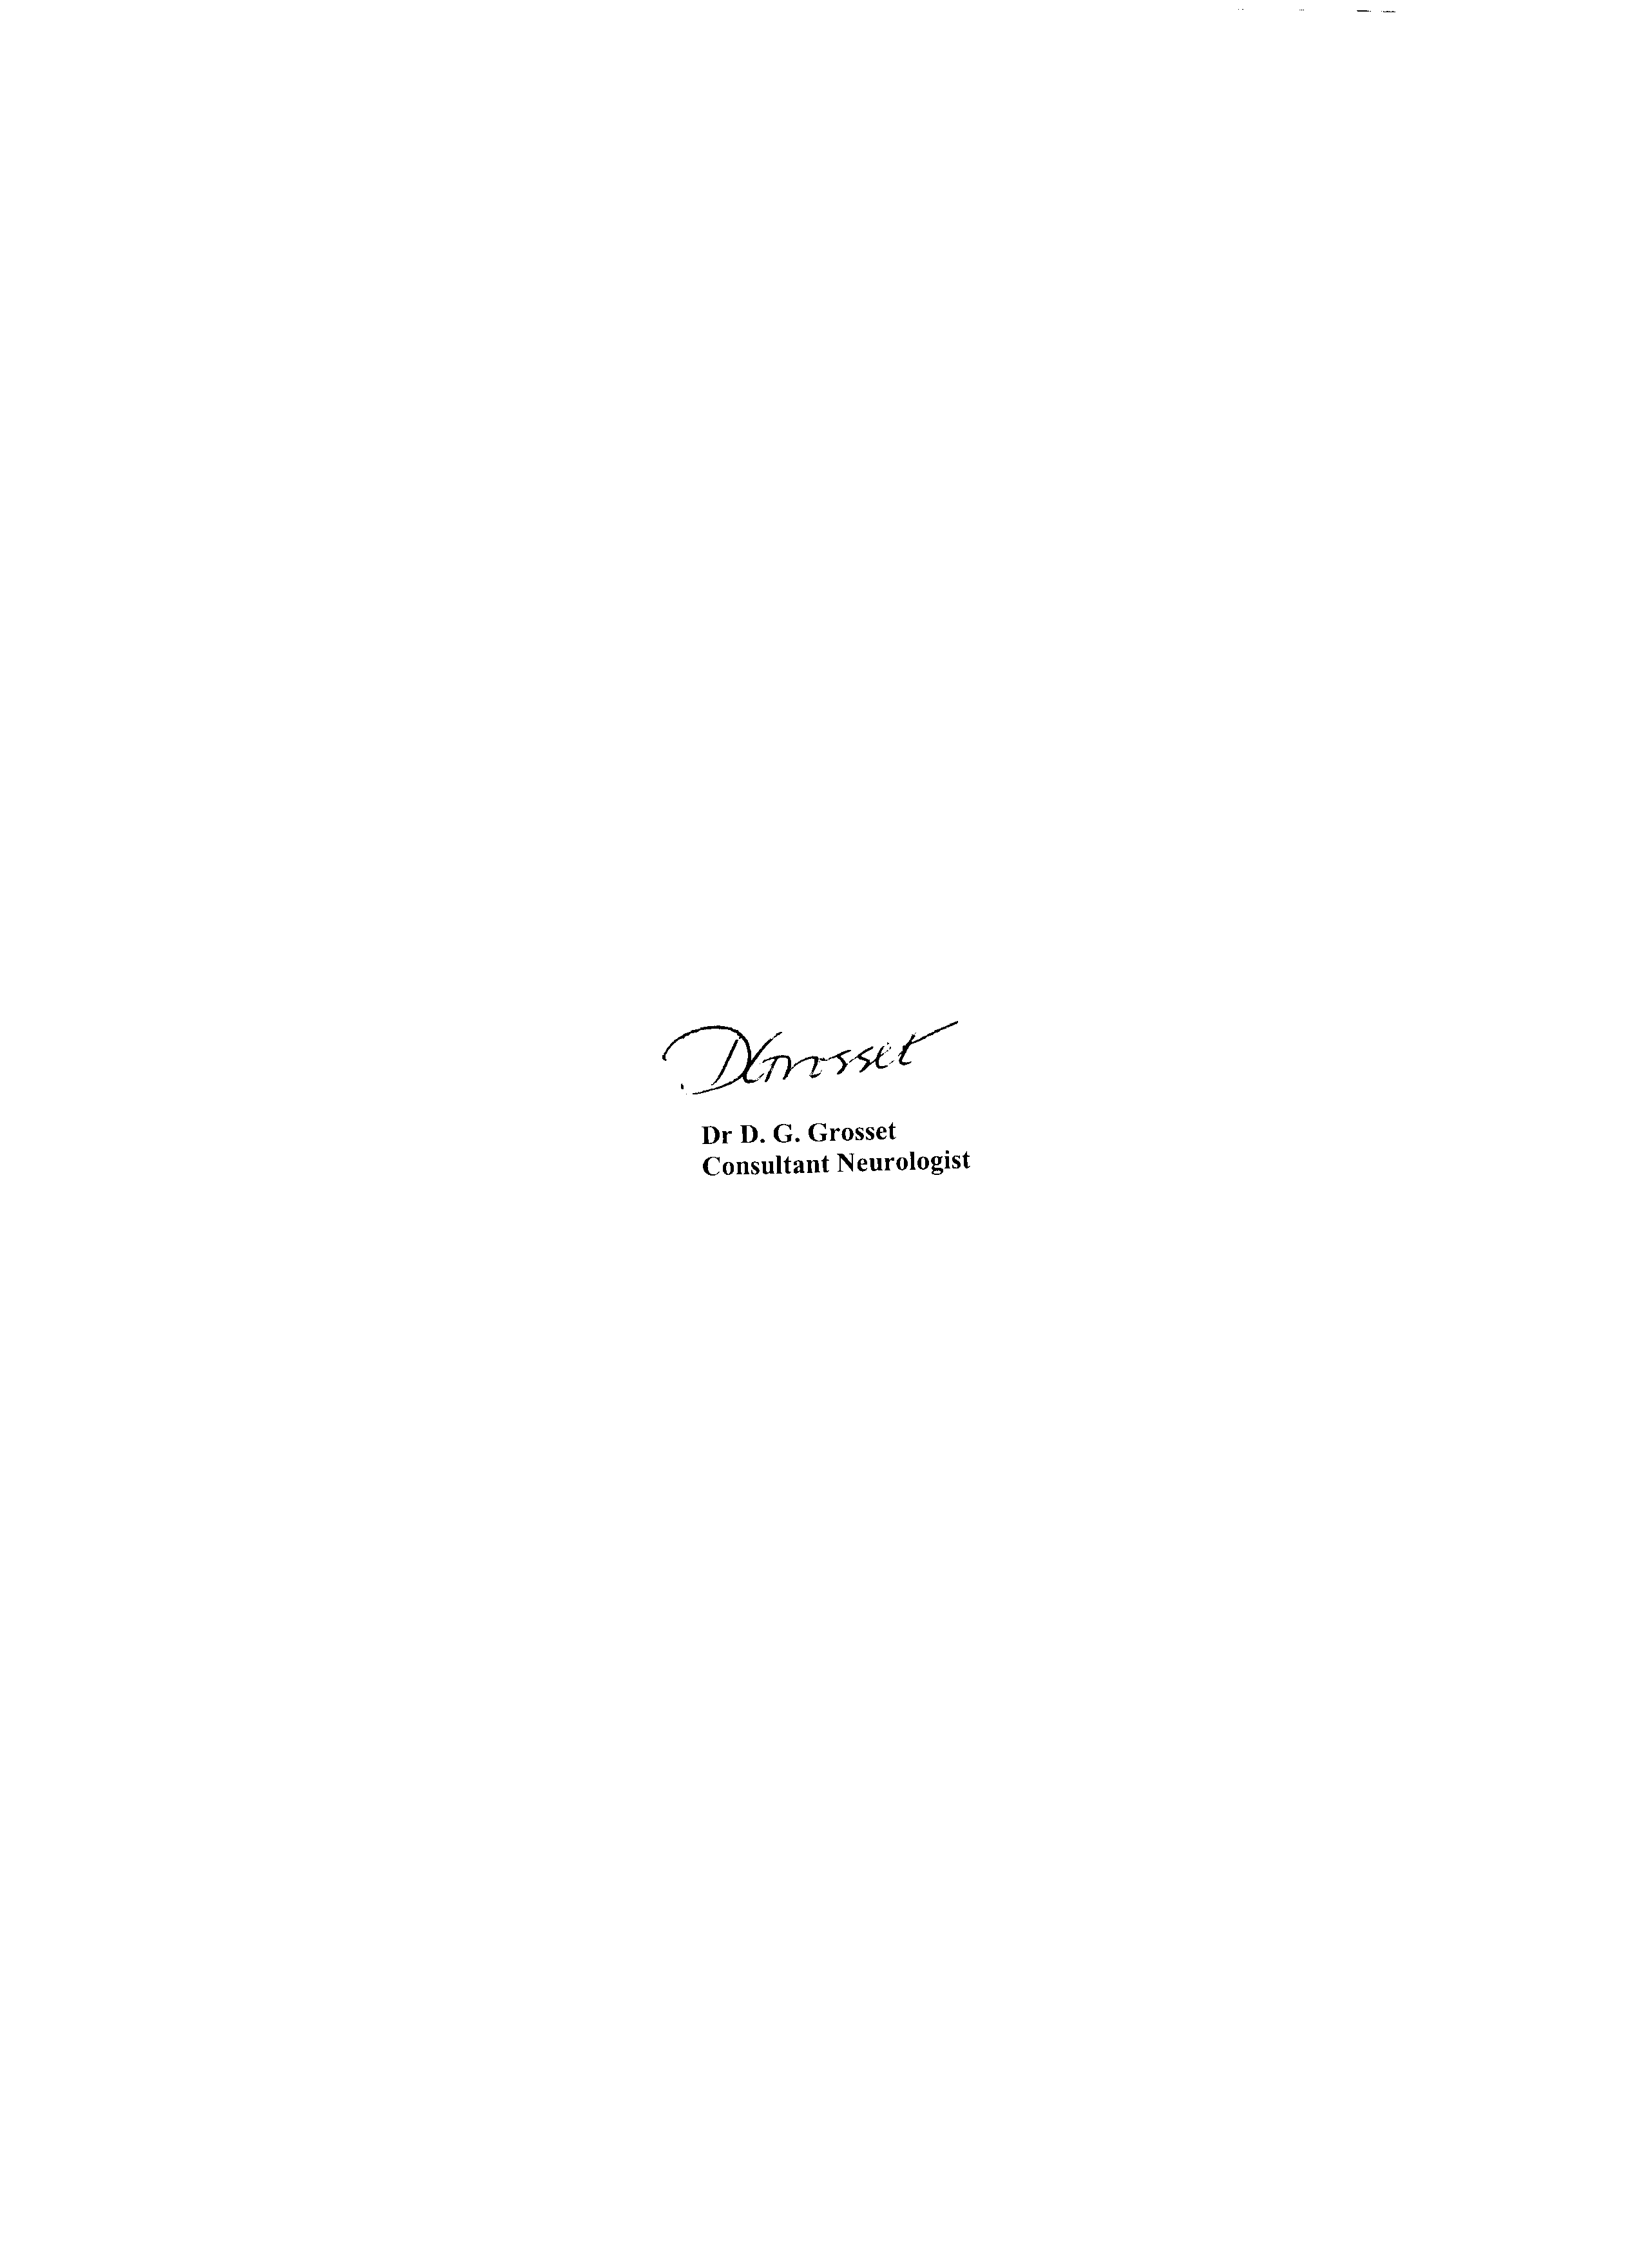 DGrosset
Dr D. G. Grosset
Consultant Neurologist